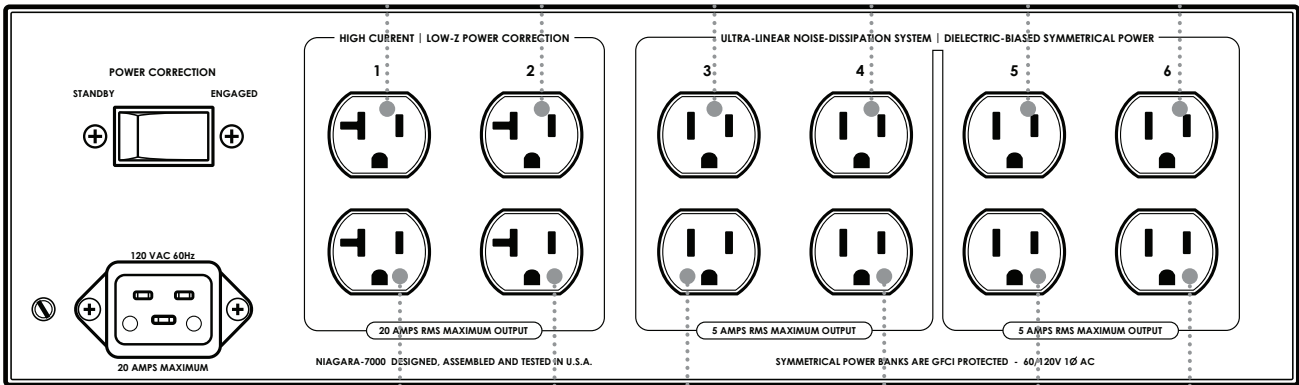 HIGH CURRENT | LOW-Z POWER CORRECTION
ULTRA-LINEAR NOISE-DISSIPATION SYSTEM | DIELECTRIC-BIASED SYMMETRICAL POWER
POWER CORRECTION
STANDBY ENGAGED
1 2 3 4 5 6
120 VAC 60Hz
20 AMPS MAXIMUM
20 AMPS RMS MAXIMUM OUTPUT
5 AMPS RMS MAXIMUM OUTPUT
5 AMPS RMS MAXIMUM OUTPUT
NIAGARA-7000 DESIGNED, ASSEMBLED AND TESTED IN U.S.A.
SYMMETRICAL POWER BANKS ARE GFCI PROTECTED - 60/120V 1Ø AC